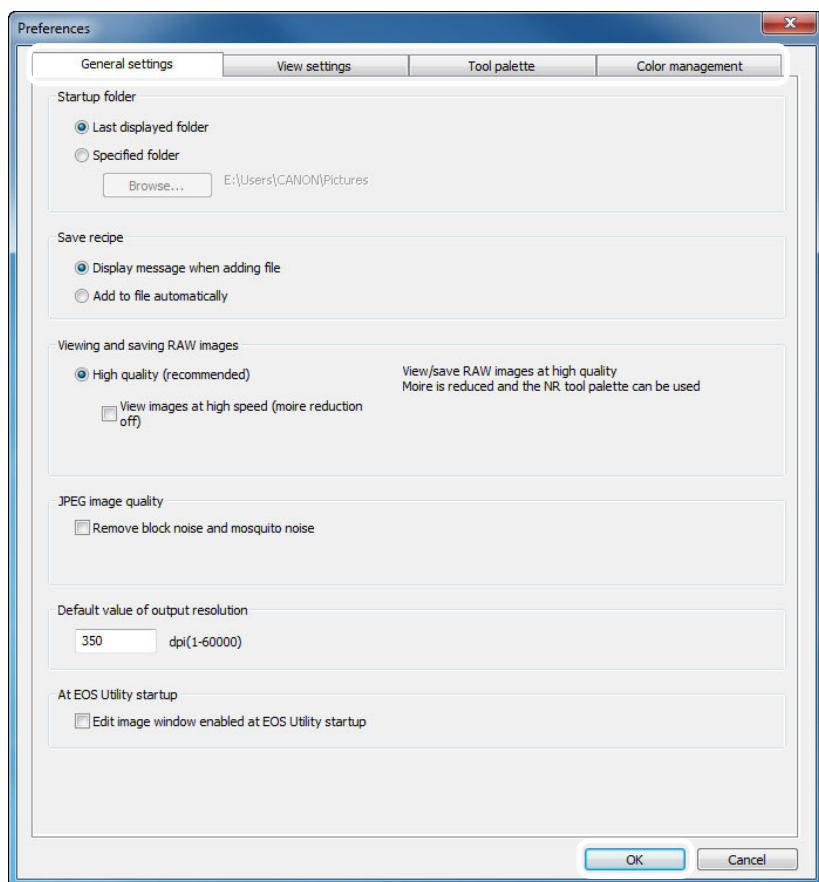 Preferences
General settings
View settings
Tool palette
Color management
Startup folder
Last displayed folder
Specified folder
Browse...
E:\Users\CANON\Pictures
Save recipe
Display message when adding file
Add to file automatically
Viewing and saving RAW images
High quality (recommended)
View/save RAW images at high quality
Moire is reduced and the NR tool palette can be used
View images at high speed (moire reduction
off)
JPEG image quality
Remove block noise and mosquito noise
Default value of output resolution
350 dpi(1-60000)
At EOS Utility startup
Edit image window enabled at EOS Utility startup
OK
Cancel